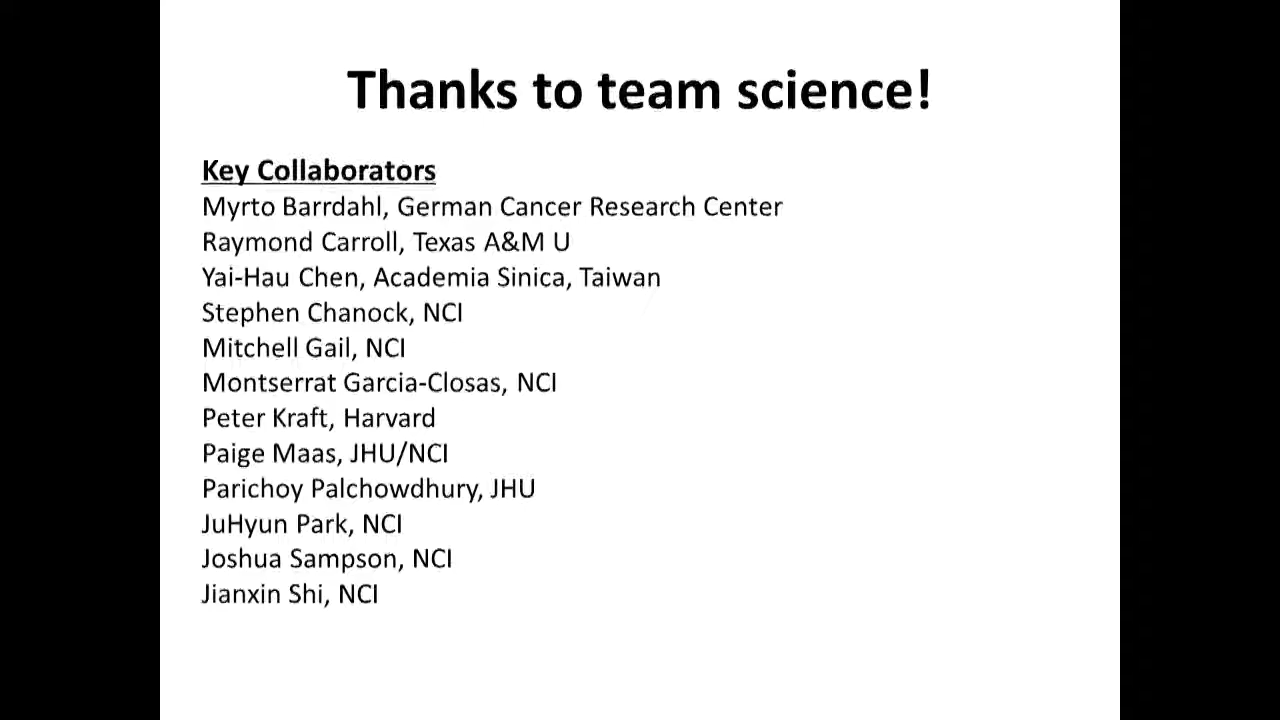 Thanks to team science!
Key Collaborators
Myrto Barrdahl, German Cancer Research Center
Raymond Carroll, Texas A&M U
Yai-Hau Chen, Academia Sinica, Taiwan
Stephen Chanock, NCI
Mitchell Gail, NCI
Montserrat Garcia-Closas, NCI
Peter Kraft, Harvard
Paige Maas, JHU/NCI
Parichoy Palchowdhury, JHU
JuHyun Park, NCI
Joshua Sampson, NCI
Jianxin Shi, NCI